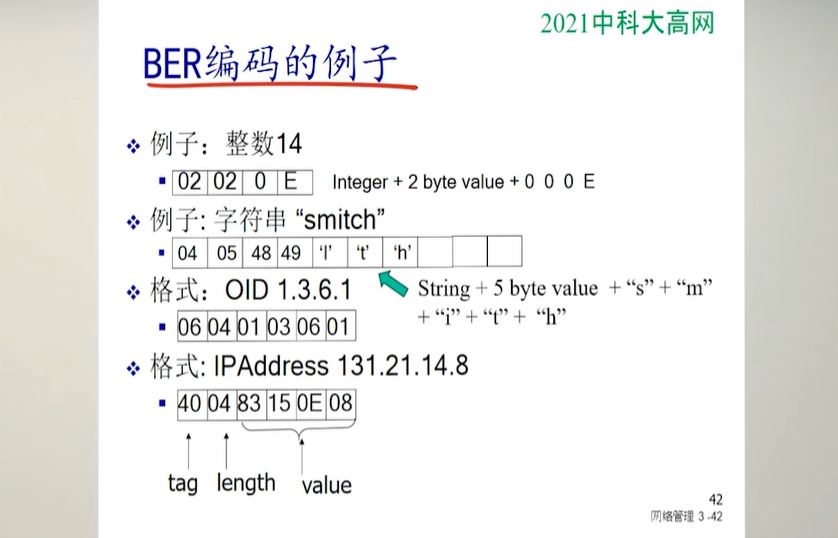 2021中科大高网
BER编码的例子
例子：整数14
02 02 0 E Integer + 2 byte value + 0 0 0 E
例子: 字符串 “smitch”
04 05 48 49 ‘l’ ‘t’ ‘h’
格式：OID 1.3.6.1 String + 5 byte value + “s” + “m”
+ “i” + “t” + “h”
06 04 01 03 06 01
格式: IPAddress 131.21.14.8
40 04 83 15 0E 08
tag length value
42
网络管理 3-42